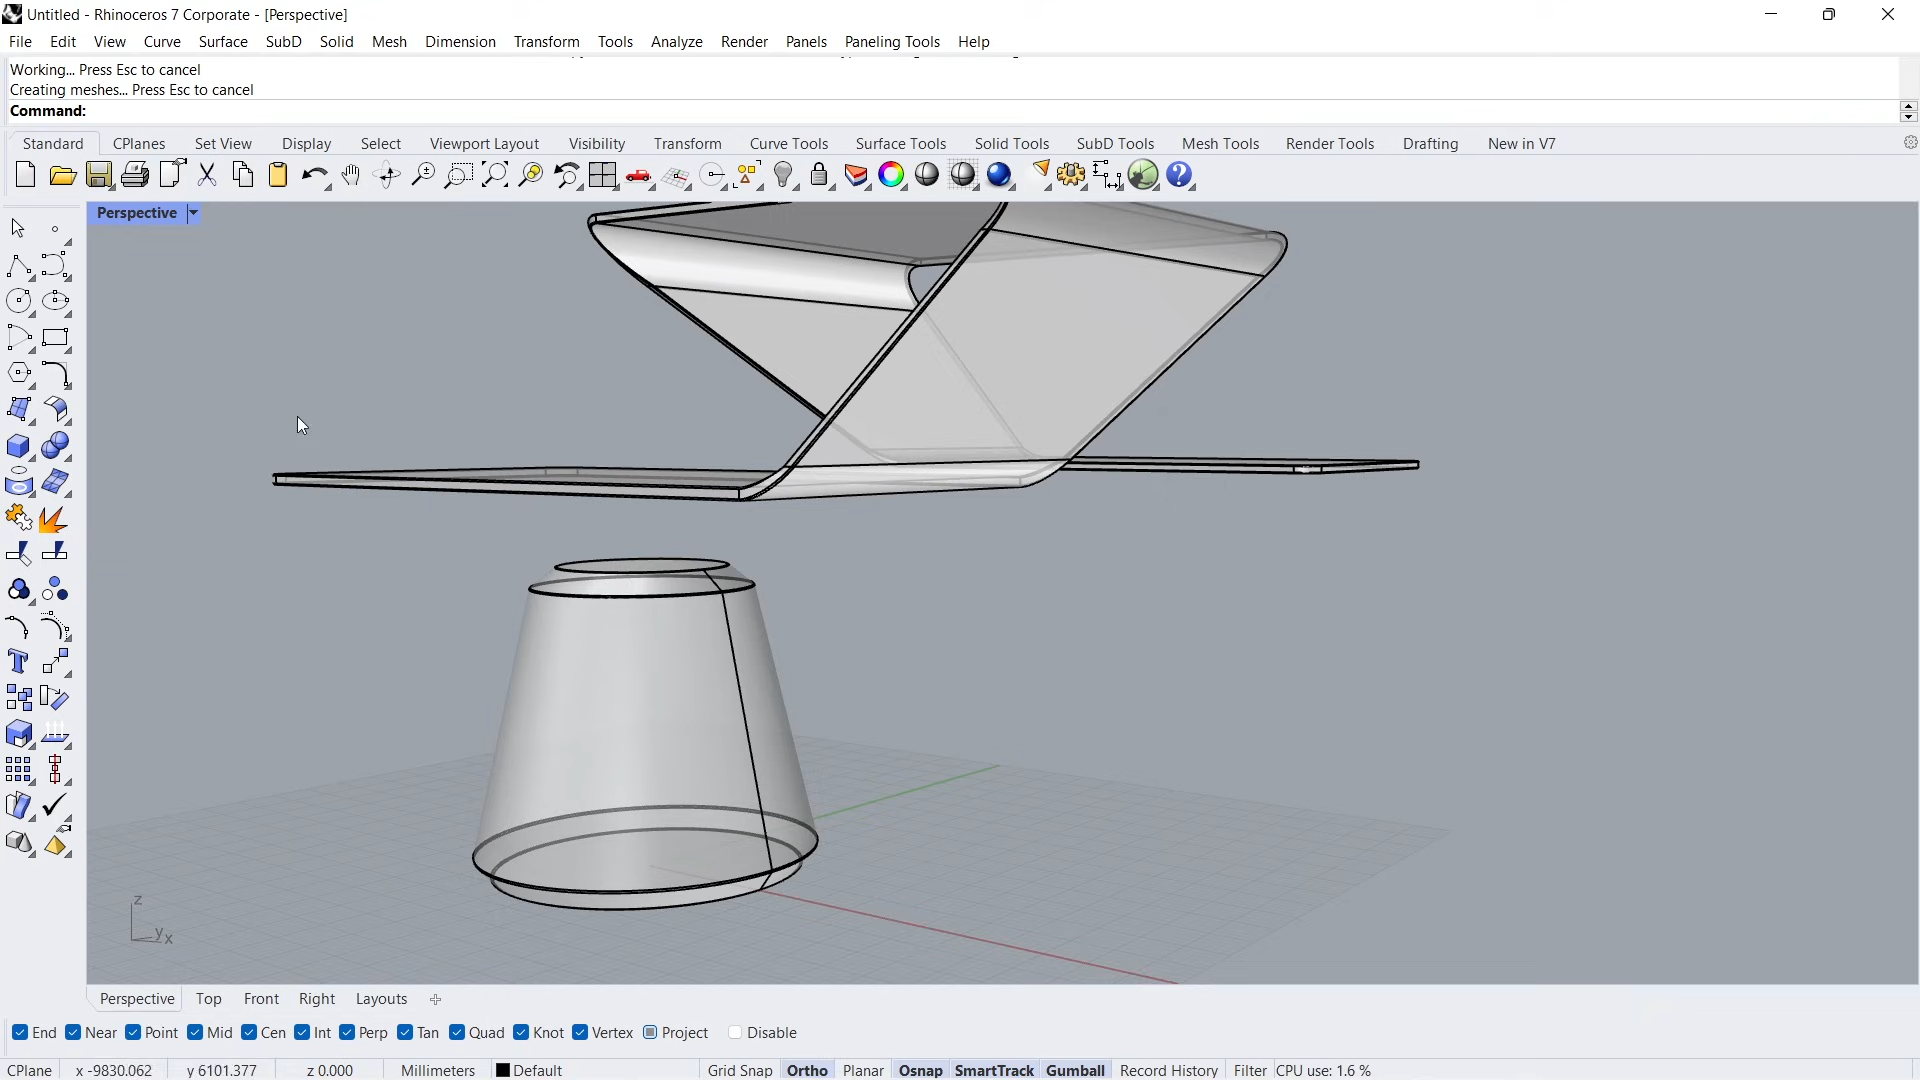 Untitled - Rhinoceros 7 Corporate - [Perspective]
File Edit View Curve Surface SubD Solid Mesh Dimension Transform Tools Analyze Render Panels Paneling Tools Help
Working... Press Esc to cancel
Creating meshes... Press Esc to cancel
Command:
Standard CPlanes Set View Display Select Viewport Layout Visibility Transform Curve Tools Surface Tools Solid Tools SubD Tools Mesh Tools Render Tools Drafting New in V7
Perspective
z
y x
Perspective Top Front Right Layouts
End Near Point Mid Cen Int Perp Tan Quad Knot Vertex Project Disable
CPlane x -9830.062 y 6101.377 z 0.000 Millimeters Default Grid Snap Ortho Planar Osnap SmartTrack Gumball Record History Filter CPU use: 1.6 %